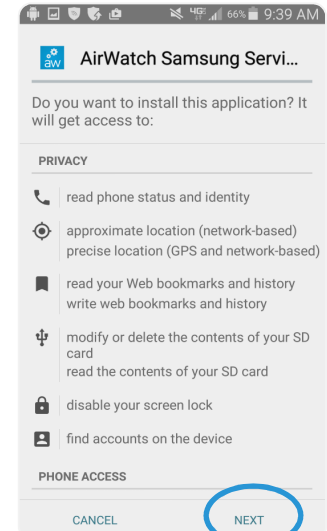 4G 66% 9:39 AM
aw AirWatch Samsung Servi...
Do you want to install this application? It
will get access to:
PRIVACY
read phone status and identity
approximate location (network-based)
precise location (GPS and network-based)
read your Web bookmarks and history
write web bookmarks and history
modify or delete the contents of your SD
card
read the contents of your SD card
disable your screen lock
find accounts on the device
PHONE ACCESS
CANCEL NEXT